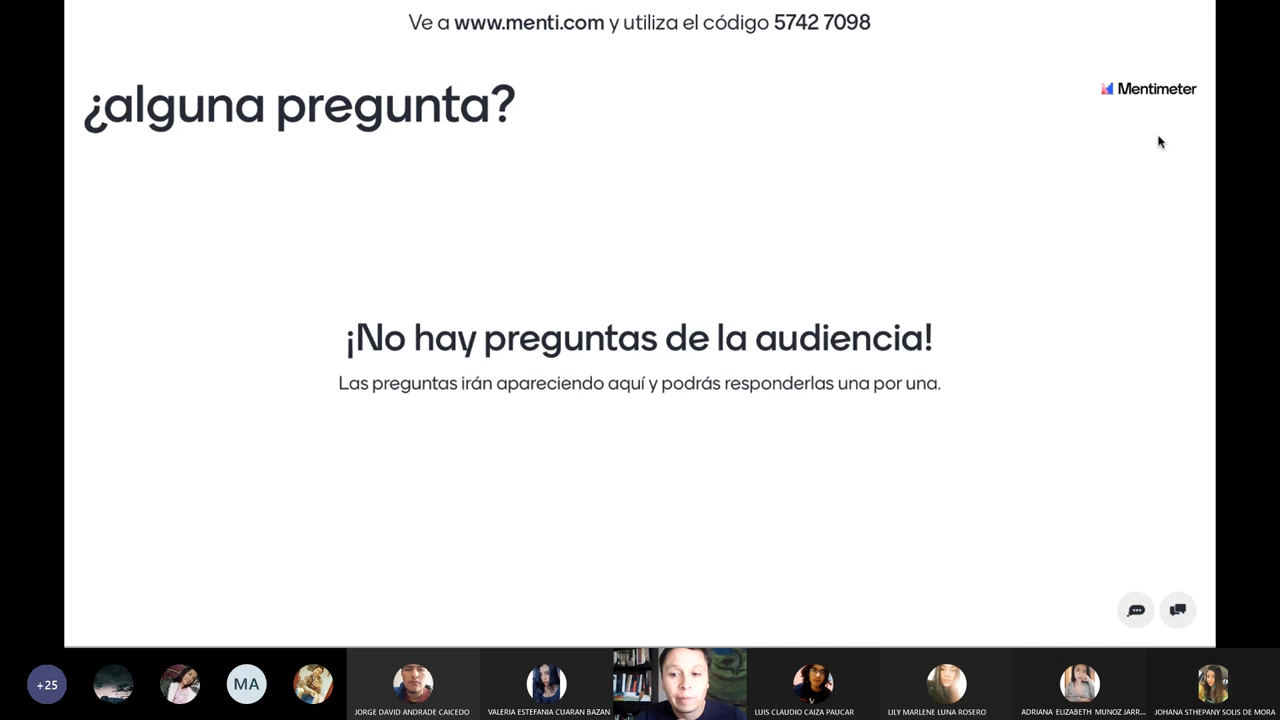 Ve a www.menti.com y utiliza el código 5742 7098
¿alguna pregunta?
Mentimeter
¡No hay preguntas de la audiencia!
Las preguntas irán apareciendo aquí y podrás responderlas una por una.
+25
MA
JORGE DAVID ANDRADE CAICEDO
VALERIA ESTEFANIA CUARAN BAZAN
LUIS CLAUDIO CAIZA PAUCAR
LILY MARLENE LUNA ROSERO
ADRIANA ELIZABETH MUNOZ JARR...
JOHANA STHEPANY SOLIS DE MORA